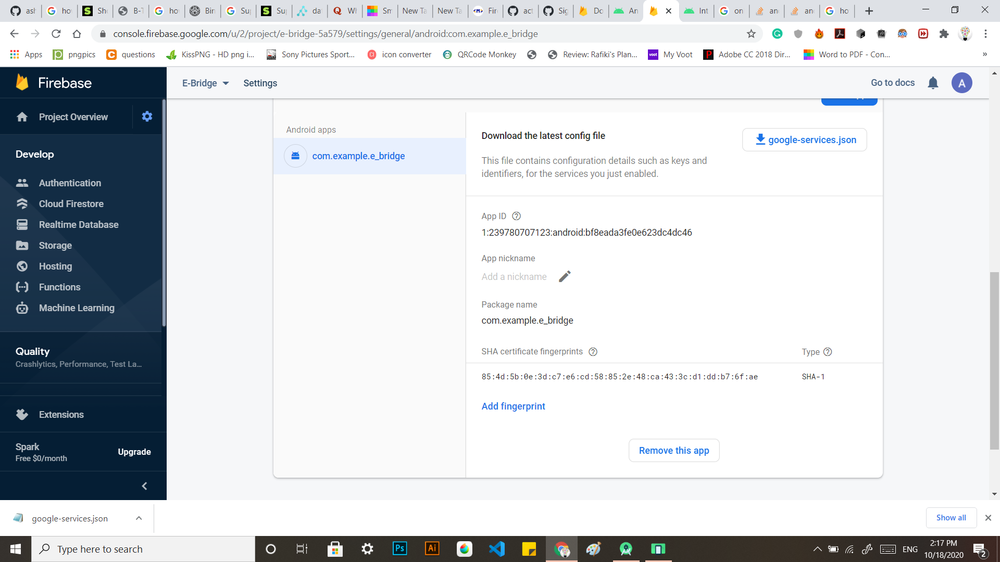 ash
ho
Sh
B-T
ho
Bir
Su
Su
da
Wh
Sm
New Ta
New Ta
Fir
act
Sig
Do
An
Int
on
an
an
ho
console.firebase.google.com/u/2/project/e-bridge-5a579/settings/general/android:com.example.e_bridge
Apps
pngpics
questions
KissPNG - HD png i...
Sony Pictures Sport...
icon converter
QRCode Monkey
Review: Rafiki's Plan...
My Voot
Adobe CC 2018 Dir...
Word to PDF - Con...
»
Firebase
E-Bridge
Settings
Go to docs
A
Project Overview
Develop
Authentication
Cloud Firestore
Realtime Database
Storage
Hosting
Functions
Machine Learning
Quality
Crashlytics, Performance, Test La...
Extensions
Spark
Free $0/month
Upgrade
Android apps
com.example.e_bridge
Download the latest config file
google-services.json
This file contains configuration details such as keys and
identifiers, for the services you just enabled.
App ID
1:239780707123:android:bf8eada3fe0e623dc4dc46
App nickname
Add a nickname
Package name
com.example.e_bridge
SHA certificate fingerprints
Type
85:4d:5b:0e:3d:c7:e6:cd:58:85:2e:48:ca:43:3c:d1:dd:b7:6f:ae
SHA-1
Add fingerprint
Remove this app
google-services.json
Show all
Type here to search
Ps
Ai
ENG
2:17 PM
10/18/2020
2